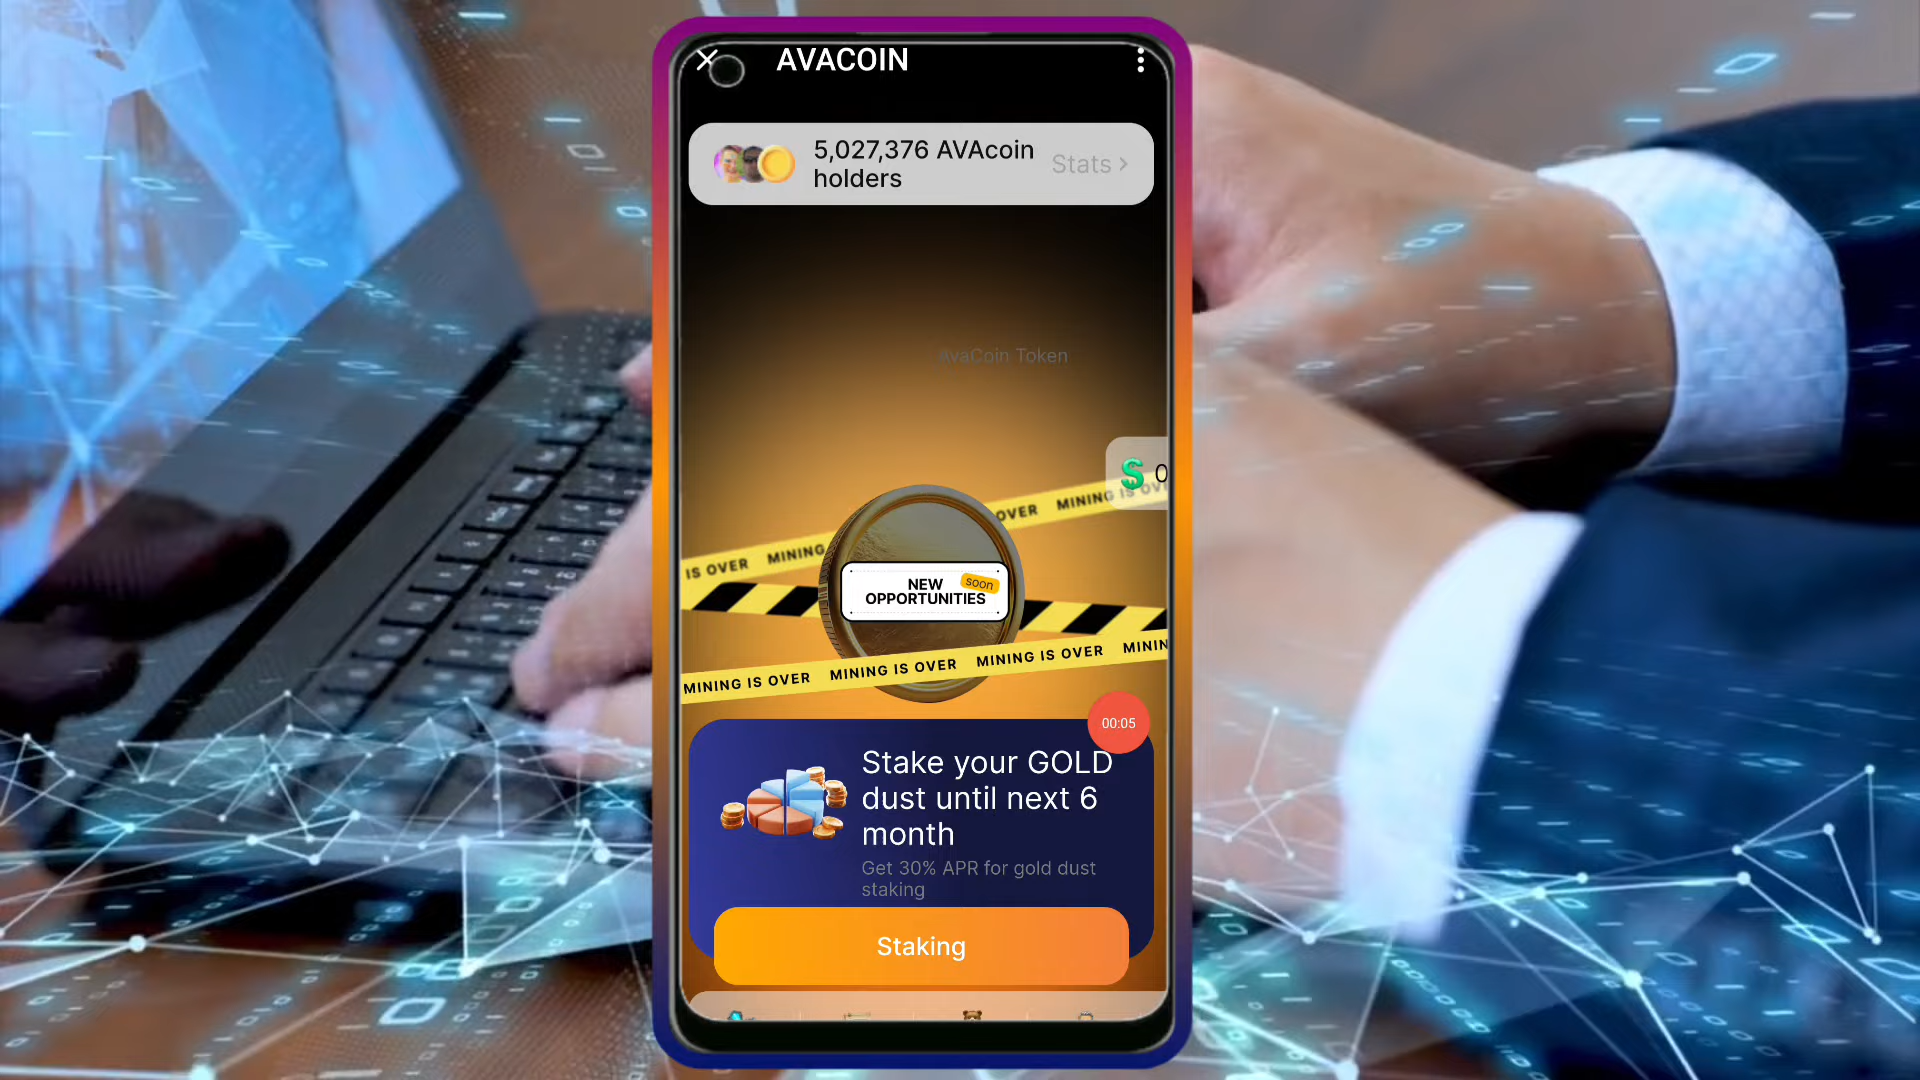 AVACOIN
5,027,376 AVAcoin
holders
Stats
AvaCoin Token
$ 0
OVER MINING IS OV
IS OVER MINING
NEW soon
OPPORTUNITIES
MINING IS OVER MINING IS OVER MINING IS OVER MININ
00:05
Stake your GOLD
dust until next 6
month
Get 30% APR for gold dust
staking
Staking